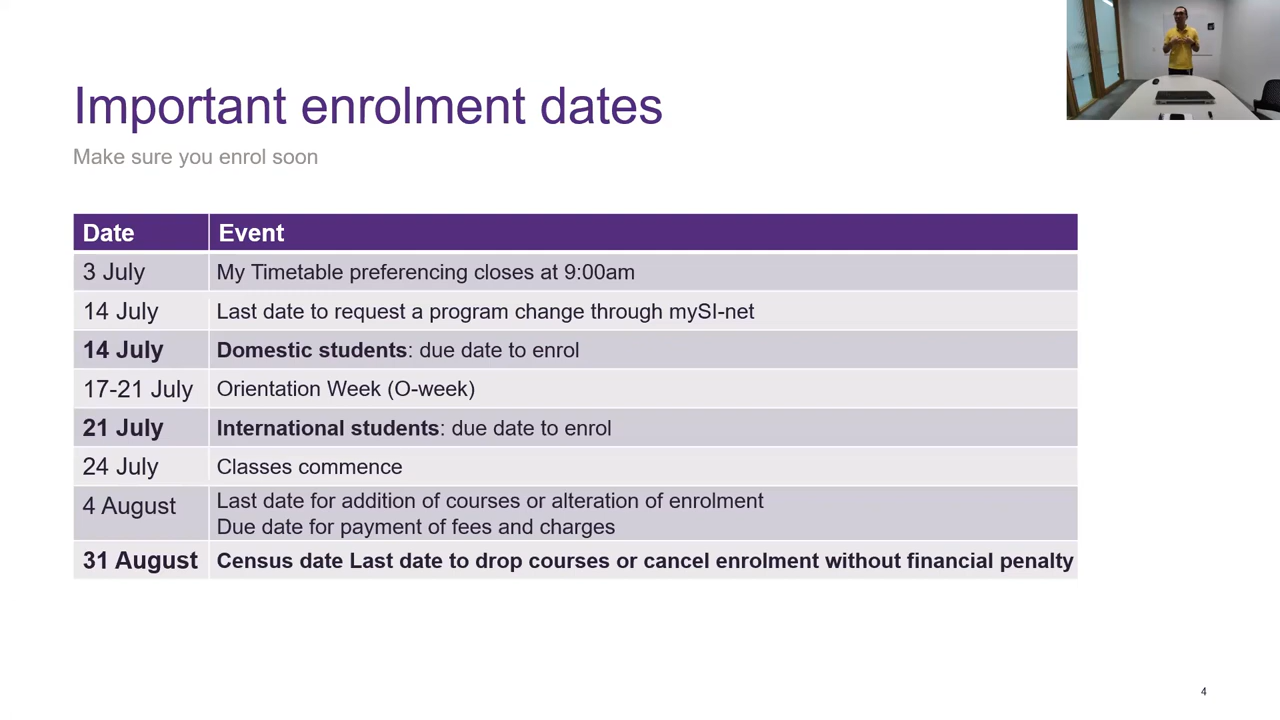 Important enrolment dates
Make sure you enrol soon
Date Event
3 July My Timetable preferencing closes at 9:00am
14 July Last date to request a program change through mySI-net
14 July Domestic students: due date to enrol
17-21 July Orientation Week (O-week)
21 July International students: due date to enrol
24 July Classes commence
4 August Last date for addition of courses or alteration of enrolment
Due date for payment of fees and charges
31 August Census date Last date to drop courses or cancel enrolment without financial penalty
4